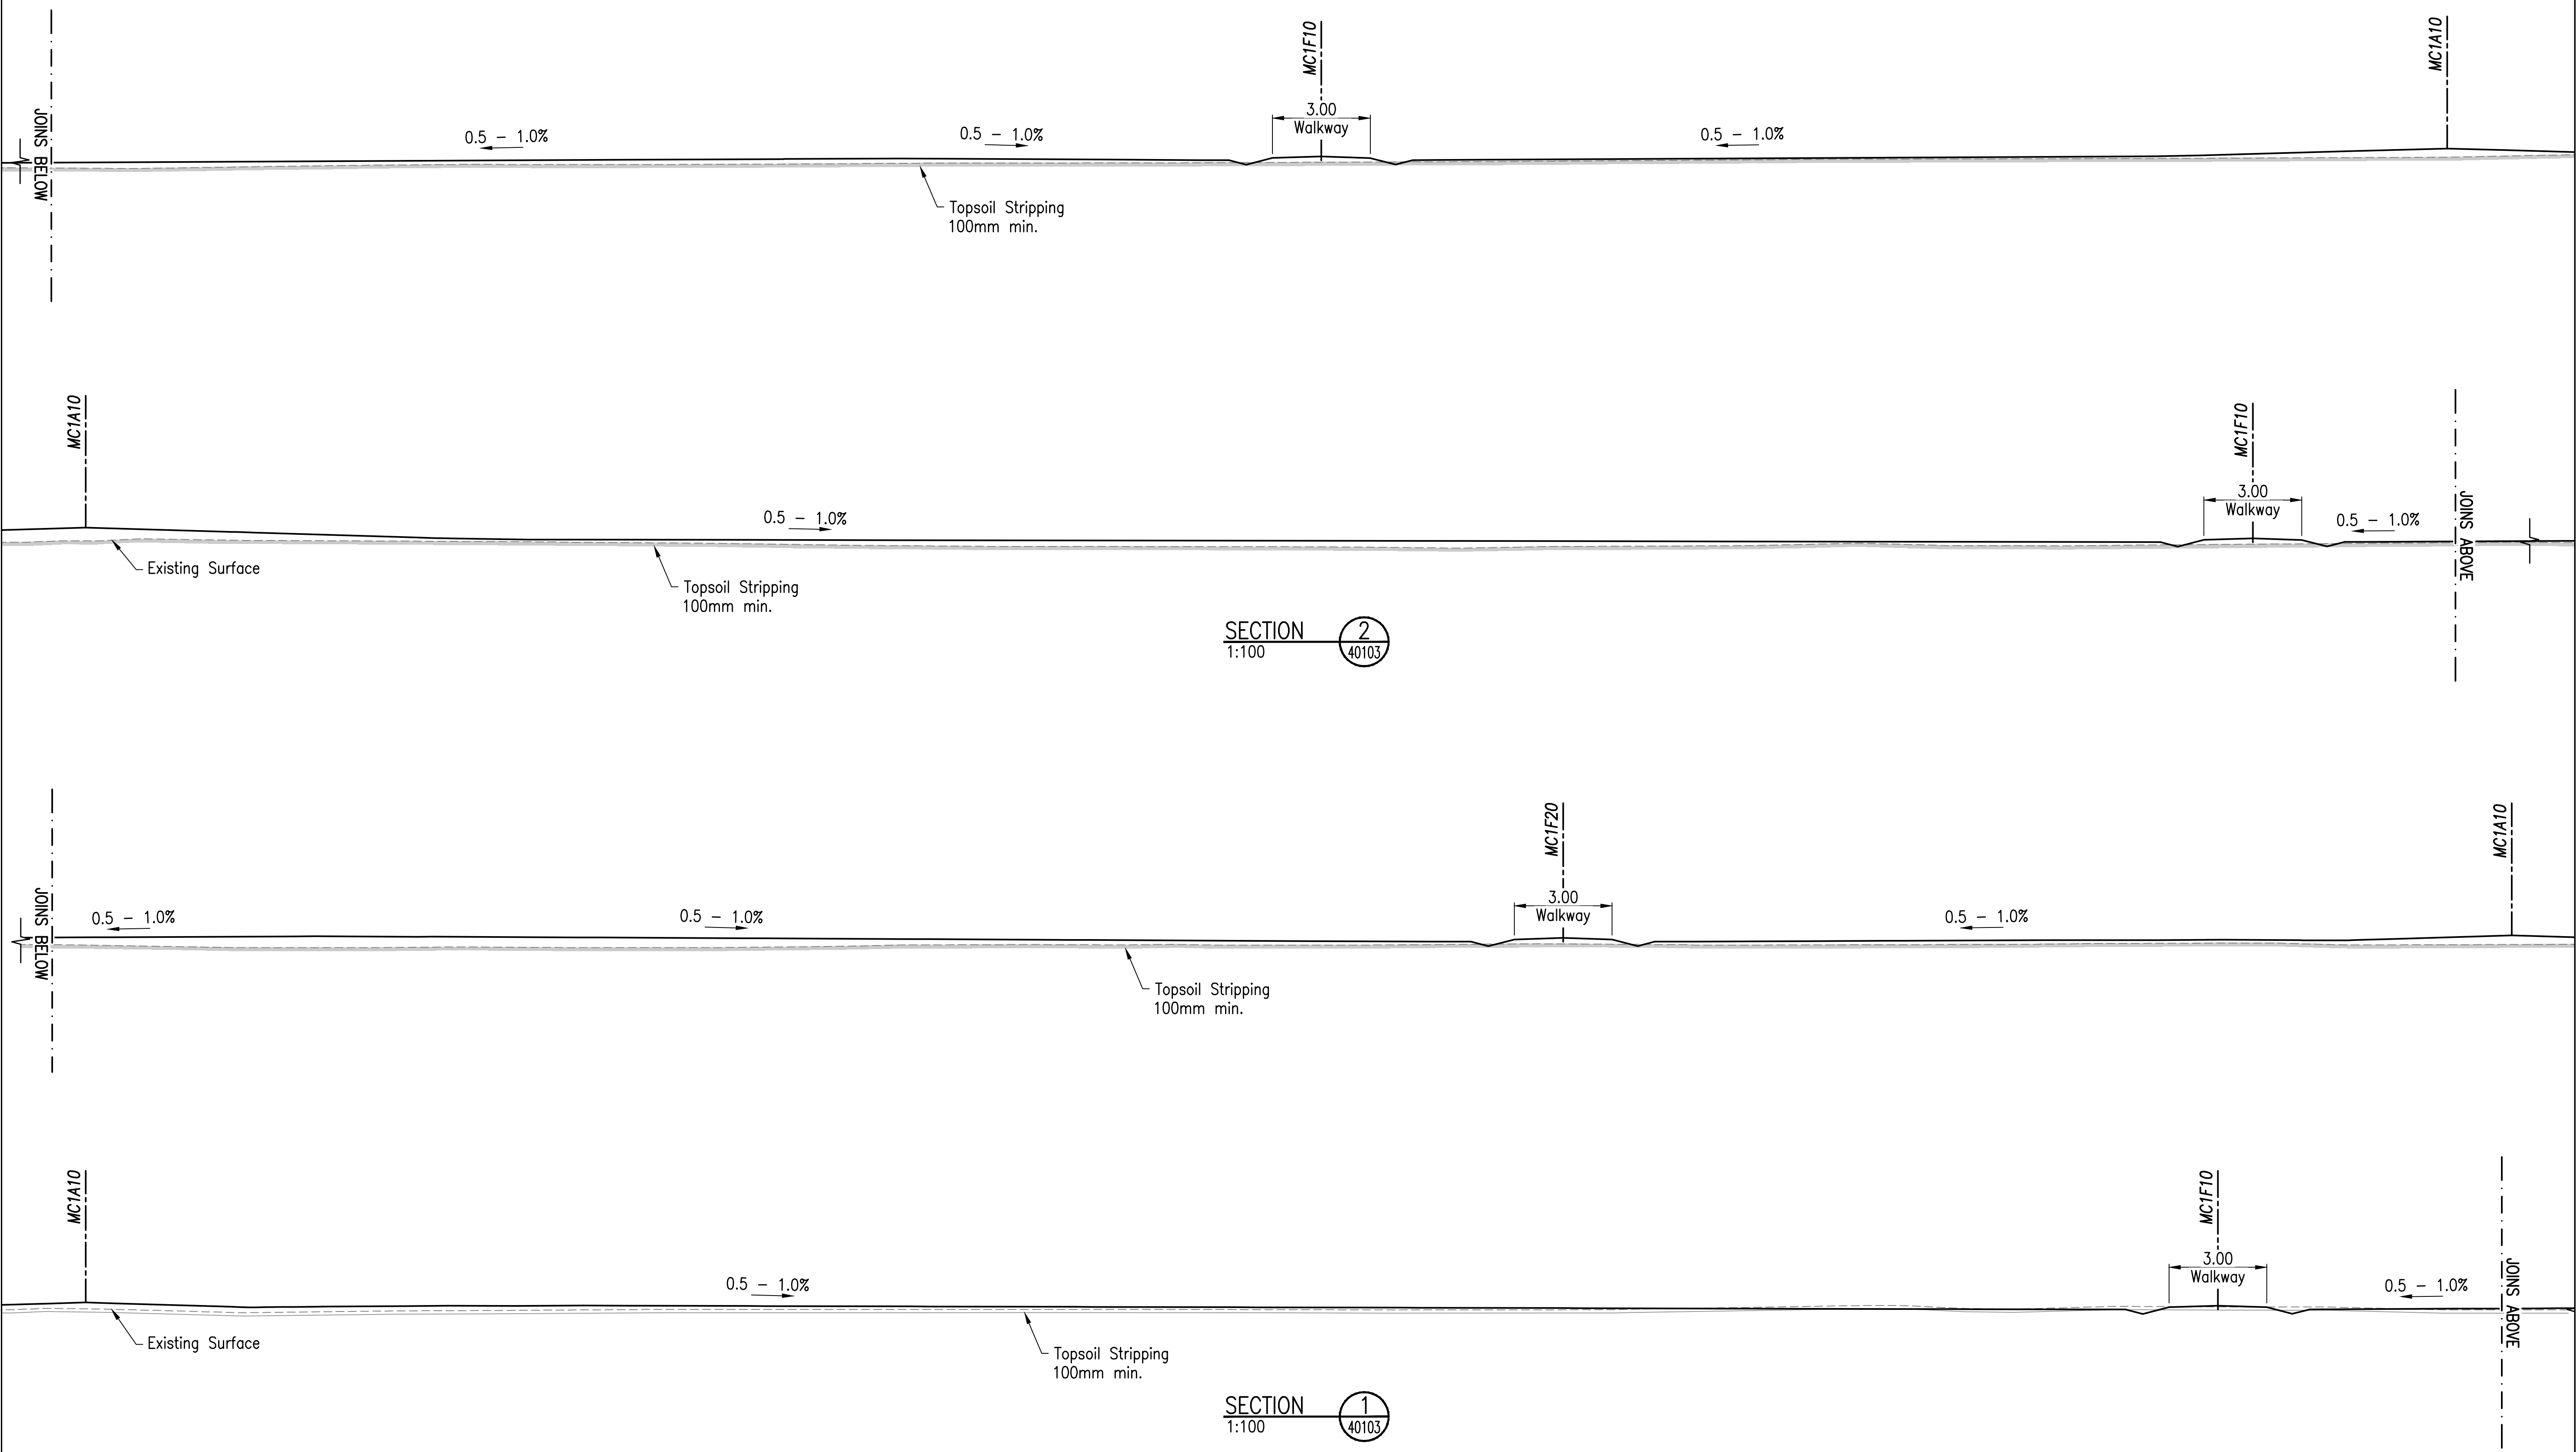 MC1F10
MC1A10
3.00
Walkway
0.5 – 1.0%
0.5 – 1.0%
0.5 – 1.0%
JOINS BELOW
Topsoil Stripping
100mm min.
MC1A10
MC1F10
3.00
Walkway
0.5 – 1.0%
0.5 – 1.0%
JOINS ABOVE
Existing Surface
Topsoil Stripping
100mm min.
SECTION
1:100
2
40103
MC1F20
MC1A10
3.00
Walkway
0.5 – 1.0%
0.5 – 1.0%
0.5 – 1.0%
JOINS BELOW
Topsoil Stripping
100mm min.
MC1A10
MC1F10
3.00
Walkway
0.5 – 1.0%
0.5 – 1.0%
JOINS ABOVE
Existing Surface
Topsoil Stripping
100mm min.
SECTION
1:100
1
40103